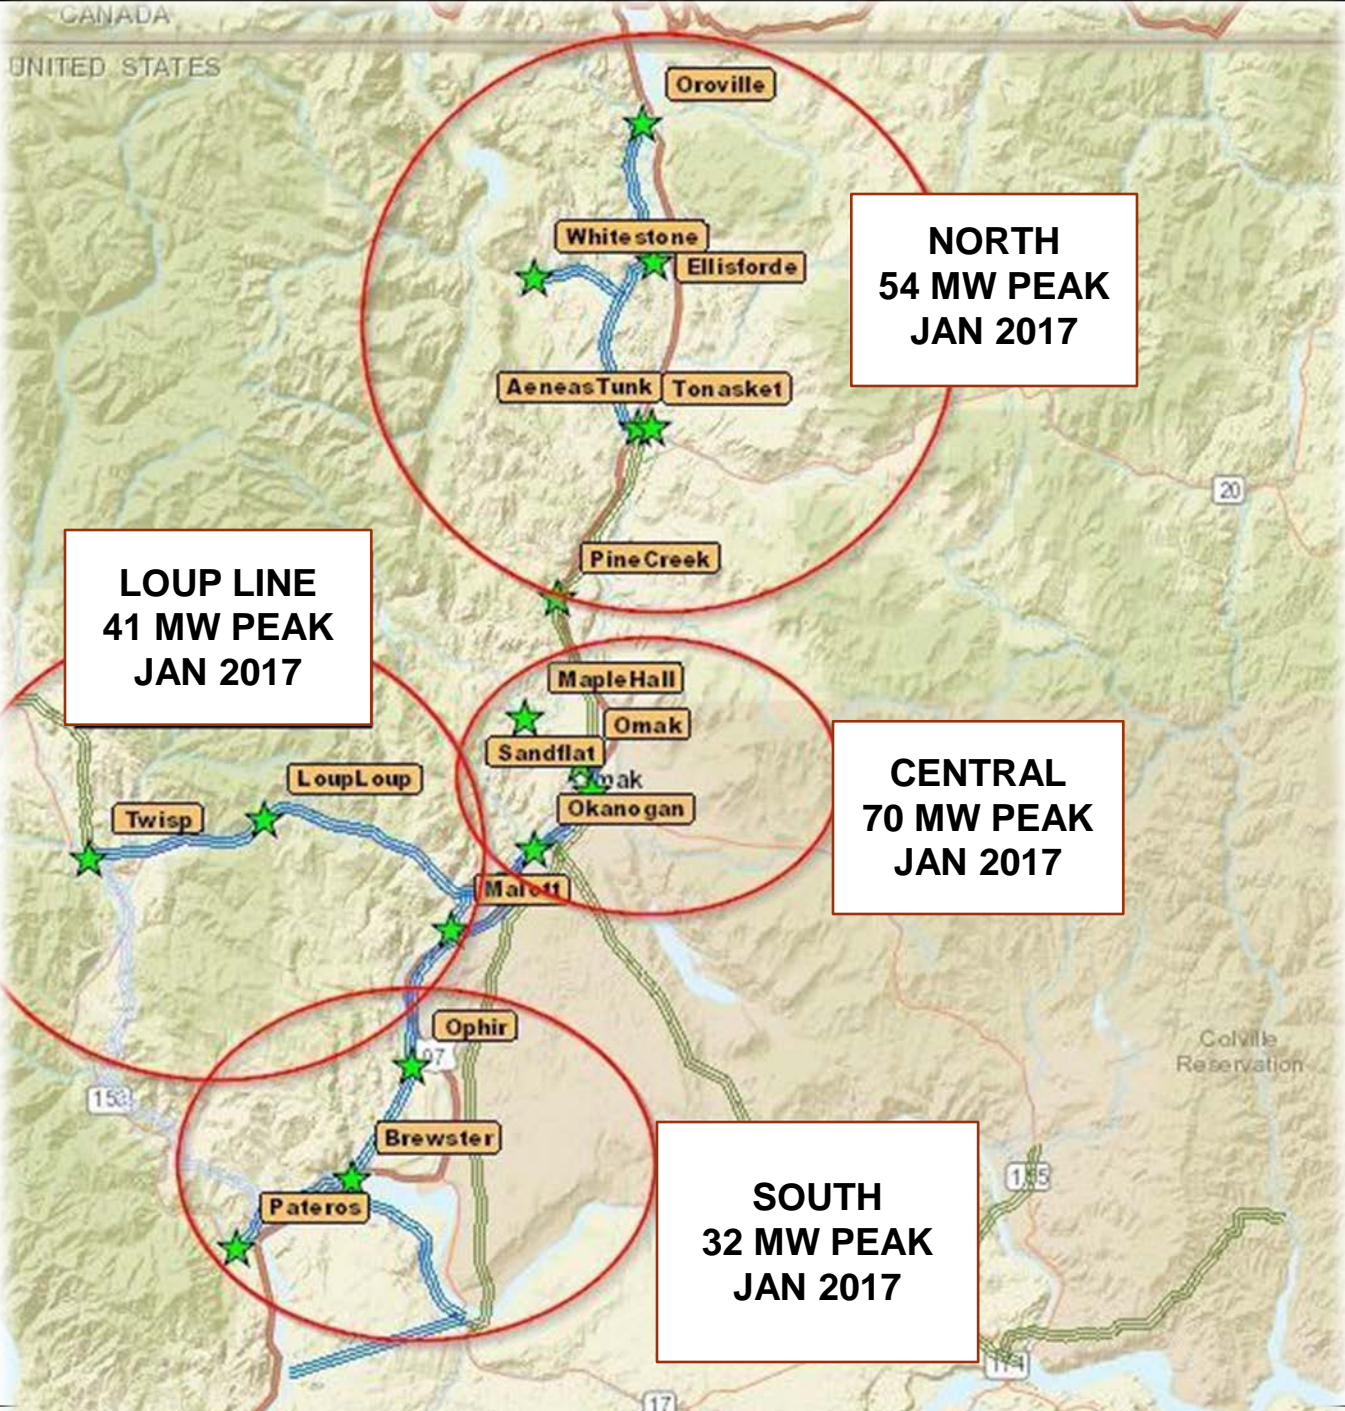 CANADA
UNITED STATES
Oroville
Whitestone
Ellisforde
NORTH
54 MW PEAK
JAN 2017
AeneasTunk
Tonasket
20
PineCreek
LOUP LINE
41 MW PEAK
JAN 2017
MapleHall
Omak
Sandflat
LoupLoup
Okanogan
Twisp
CENTRAL
70 MW PEAK
JAN 2017
Malott
Ophir
97
Colville
Reservation
153
Brewster
155
Pateros
SOUTH
32 MW PEAK
JAN 2017
174
17